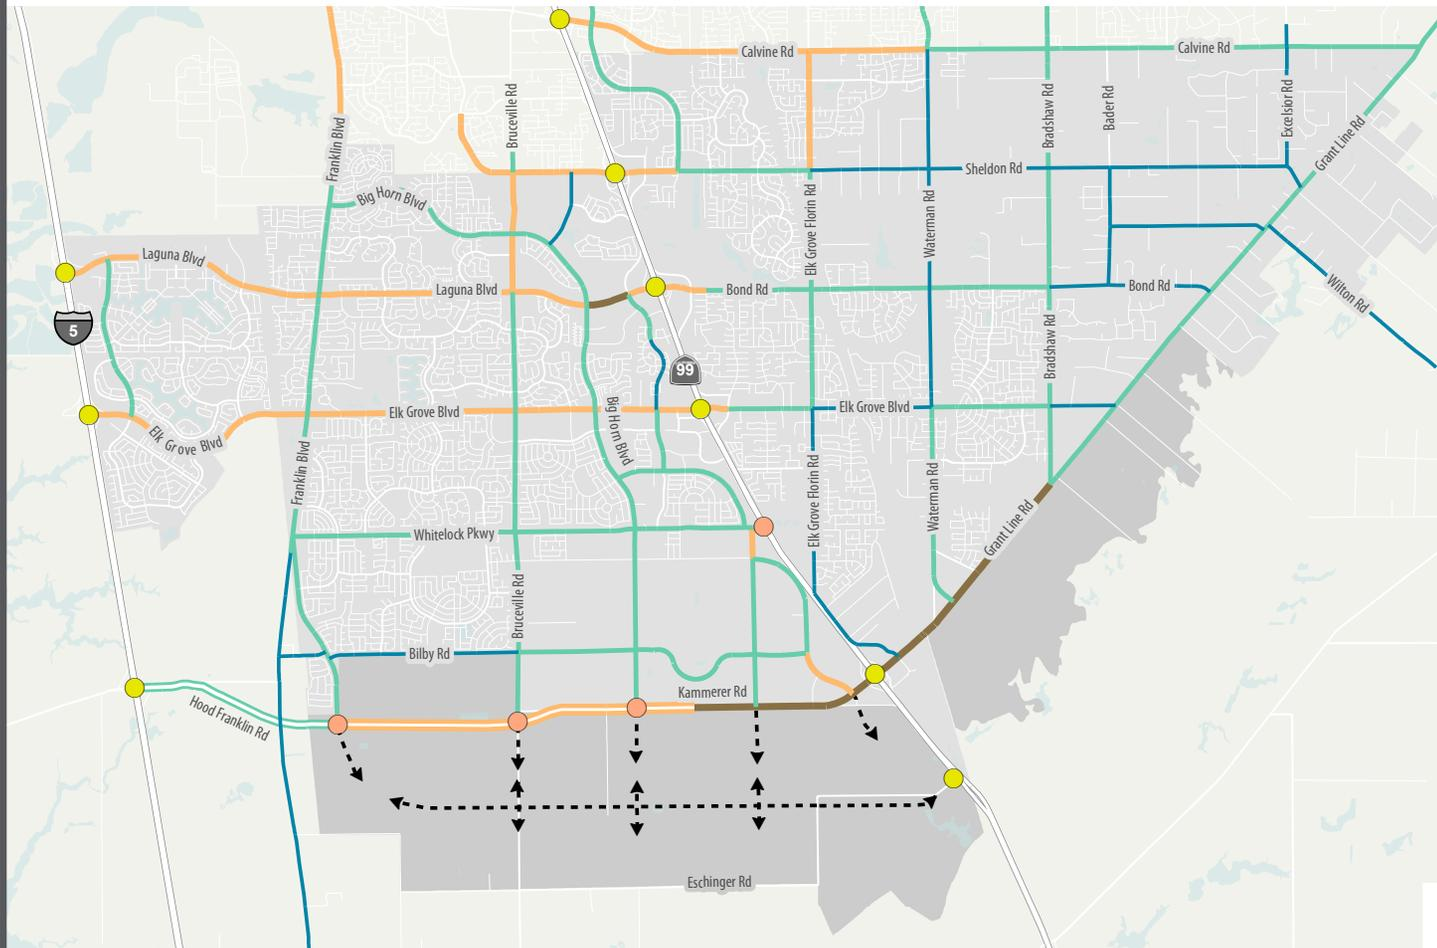 Calvine Rd
Calvine Rd
Bruceville Rd
Bradshaw Rd
Bader Rd
Excelsior Rd
Franklin Blvd
Grant Line Rd
Sheldon Rd
Big Horn Blvd
Elk Grove Florin Rd
Waterman Rd
Laguna Blvd
Laguna Blvd
Bond Rd
Bond Rd
Wilton Rd
5
Bradshaw Rd
99
Elk Grove Blvd
Elk Grove Blvd
Big Horn Blvd
Elk Grove Blvd
Franklin Blvd
Elk Grove Florin Rd
Waterman Rd
Grant Line Rd
Whitelock Pkwy
Bruceville Rd
Bilby Rd
Kammerer Rd
Hood Franklin Rd
Eschinger Rd